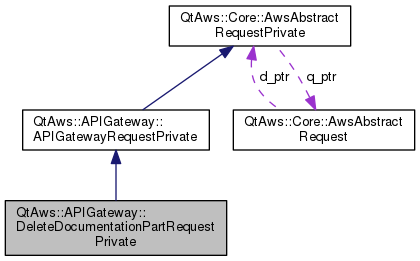 QtAws::Core::AwsAbstract
RequestPrivate
d_ptr
q_ptr
QtAws::APIGateway::
APIGatewayRequestPrivate
QtAws::Core::AwsAbstract
Request
QtAws::APIGateway::
DeleteDocumentationPartRequest
Private